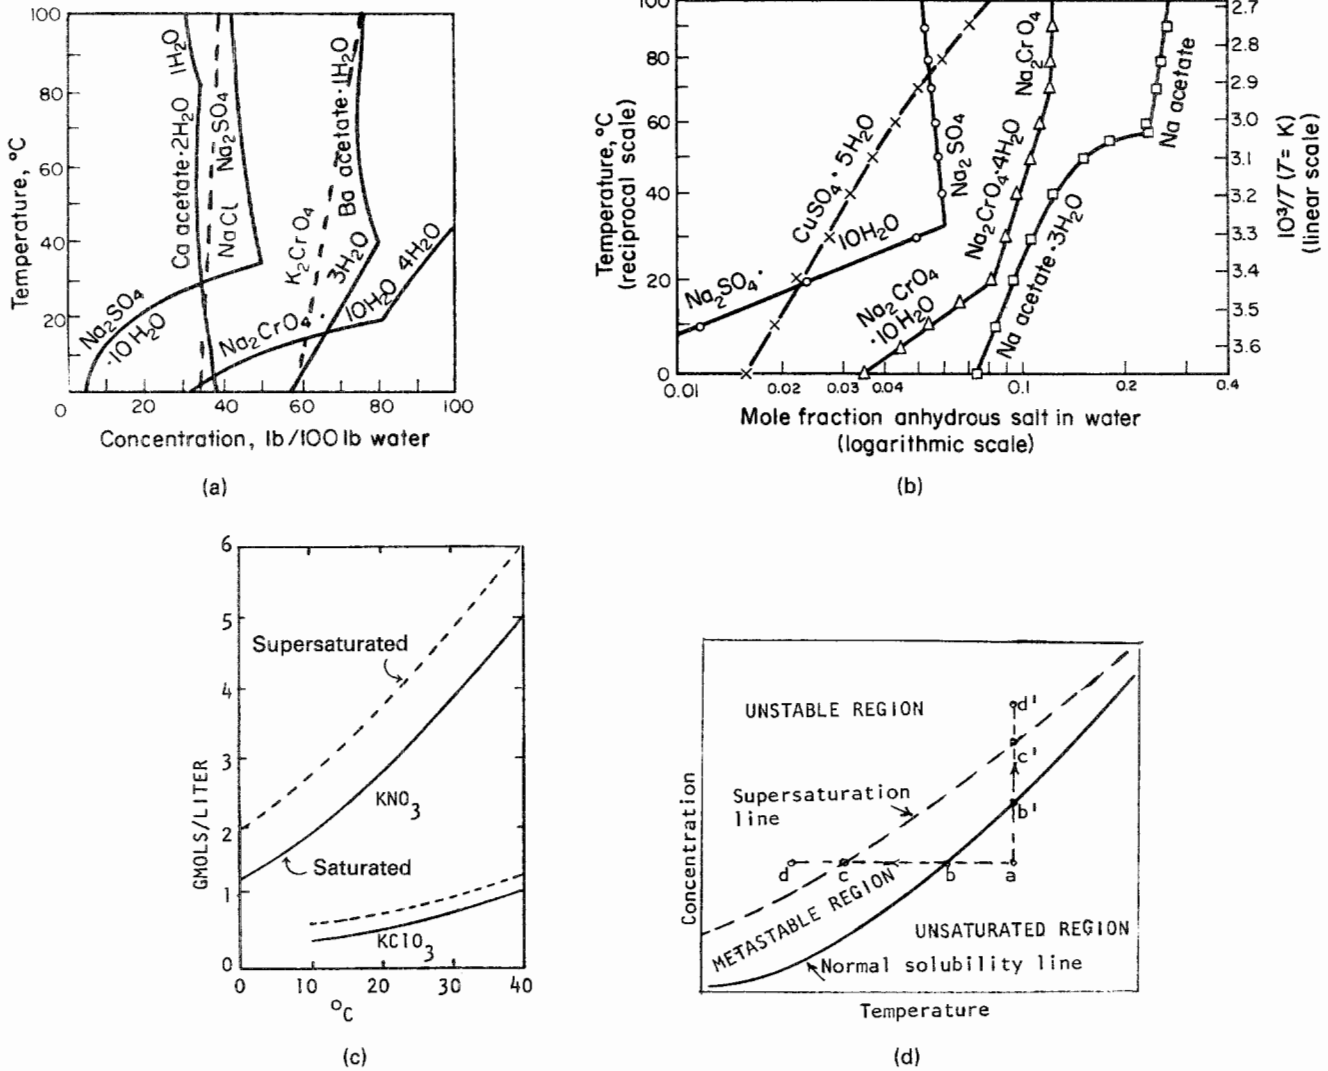 100
80
60
40
20
0
20
40
60
80
100
Temperature, °C
1H₂O
Ca acetate·2H₂O
NaCl
Na₂SO₄
Na₂SO₄
·10H₂O
K₂CrO₄
Ba acetate·1H₂O
3H₂O
Na₂CrO₄·
10H₂O
4H₂O
Concentration, lb/100 lb water
(a)
100
80
60
40
20
0
Temperature, °C
(reciprocal scale)
CuSO₄·5H₂O
Na₂SO₄·
10H₂O
Na₂SO₄
Na₂CrO₄
Na₂CrO₄·4H₂O
Na₂CrO₄
·10H₂O
Na acetate
Na acetate·3H₂O
2.7
2.8
2.9
3.0
3.1
3.2
3.3
3.4
3.5
3.6
10³/T (T = K)
(linear scale)
0.01
0.02
0.03
0.04
0.1
0.2
0.4
Mole fraction anhydrous salt in water
(logarithmic scale)
(b)
6
5
4
3
2
1
0
GMOLS/LITER
Supersaturated
KNO₃
Saturated
KClO₃
0
10
20
30
40
°C
(c)
Concentration
UNSTABLE REGION
d'
c'
b'
Supersaturation
line
d
c
b
a
METASTABLE REGION
UNSATURATED REGION
Normal solubility line
Temperature
(d)